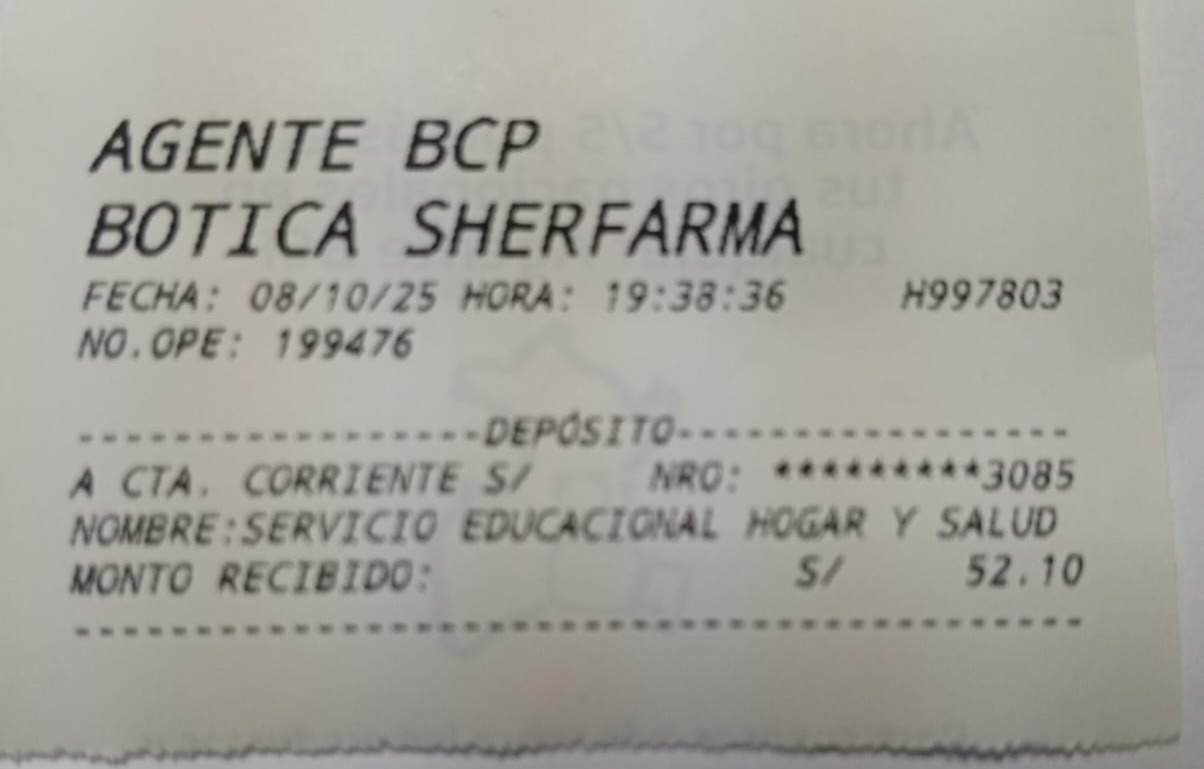 AGENTE BCP
BOTICA SHERFARMA
FECHA: 08/10/25 HORA: 19:38:36 H997803
NO.OPE: 199476
-----------------DEPÓSITO-----------------
A CTA. CORRIENTE S/ NRO: *********3085
NOMBRE:SERVICIO EDUCACIONAL HOGAR Y SALUD
MONTO RECIBIDO: S/ 52.10
-------------------------------------------